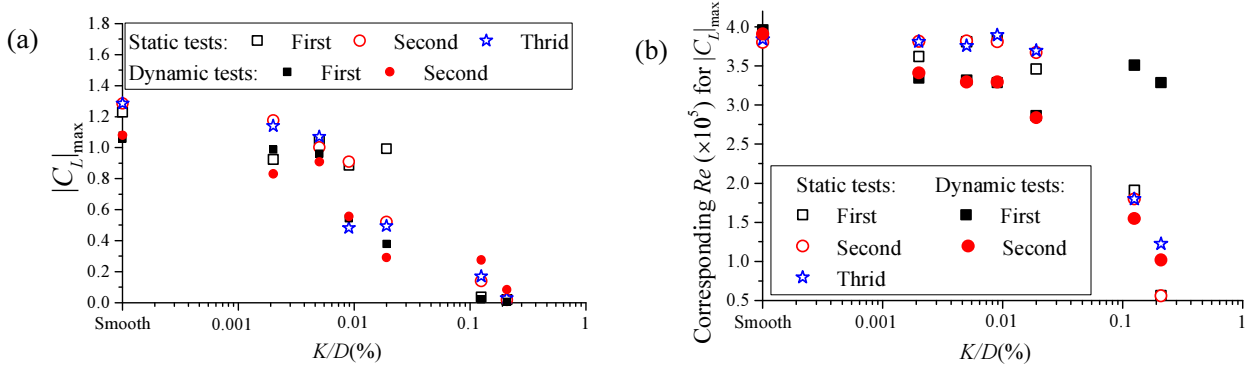 (a)
1.8
1.6
1.4
1.2
1.0
0.8
0.6
0.4
0.2
0.0
|C_L|_max
Static tests: First Second Thrid
Dynamic tests: First Second
Smooth 0.001 0.01 0.1 1
K/D(%)
(b)
4.0
3.5
3.0
2.5
2.0
1.5
1.0
0.5
Corresponding Re (×10^5) for |C_L|_max
Static tests: Dynamic tests:
First First
Second Second
Thrid
Smooth 0.001 0.01 0.1 1
K/D(%)